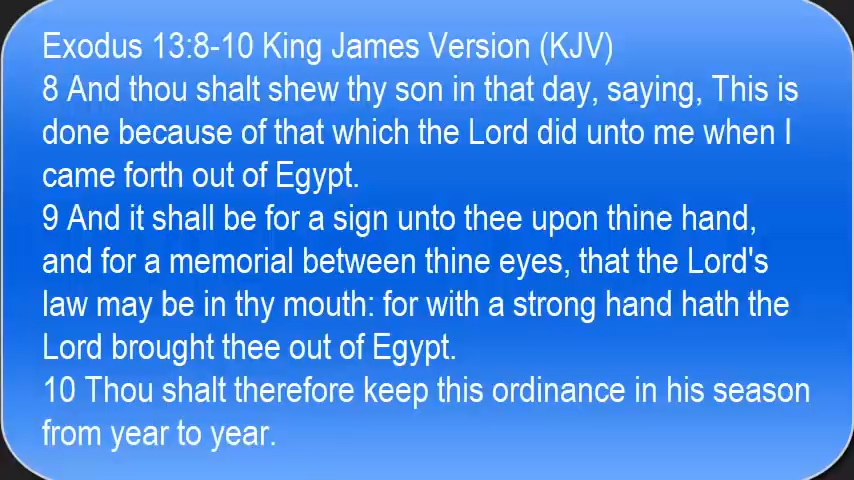 Exodus 13:8-10 King James Version (KJV)
8 And thou shalt shew thy son in that day, saying, This is
done because of that which the Lord did unto me when I
came forth out of Egypt.
9 And it shall be for a sign unto thee upon thine hand,
and for a memorial between thine eyes, that the Lord's
law may be in thy mouth: for with a strong hand hath the
Lord brought thee out of Egypt.
10 Thou shalt therefore keep this ordinance in his season
from year to year.